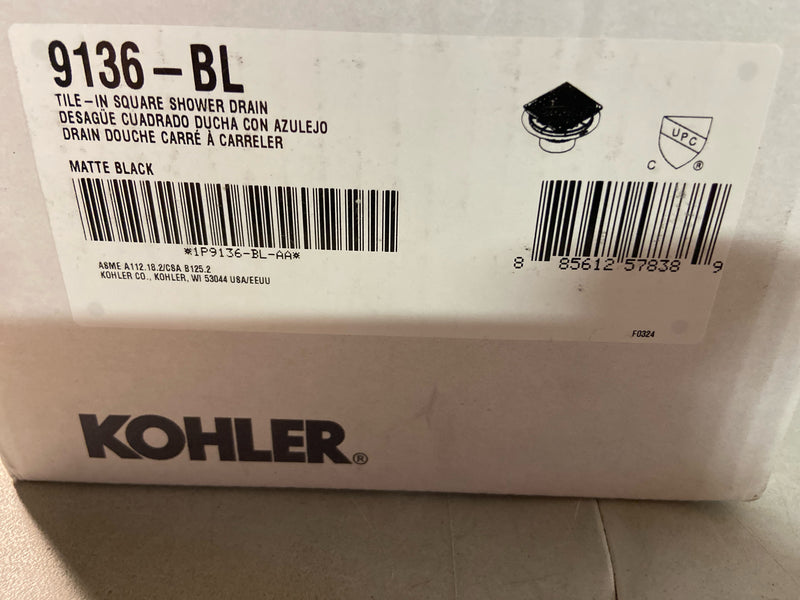 9136-BL
TILE-IN SQUARE SHOWER DRAIN
DESAGÜE CUADRADO DUCHA CON AZULEJO
DRAIN DOUCHE CARRÉ À CARRELER
MATTE BLACK
*1P9136-BL-AA*
ASME A112.18.2/CSA B125.2
KOHLER CO., KOHLER, WI 53044 USA/EEUU
UPC
C ®
8 85612 57838 9
F0324
KOHLER®